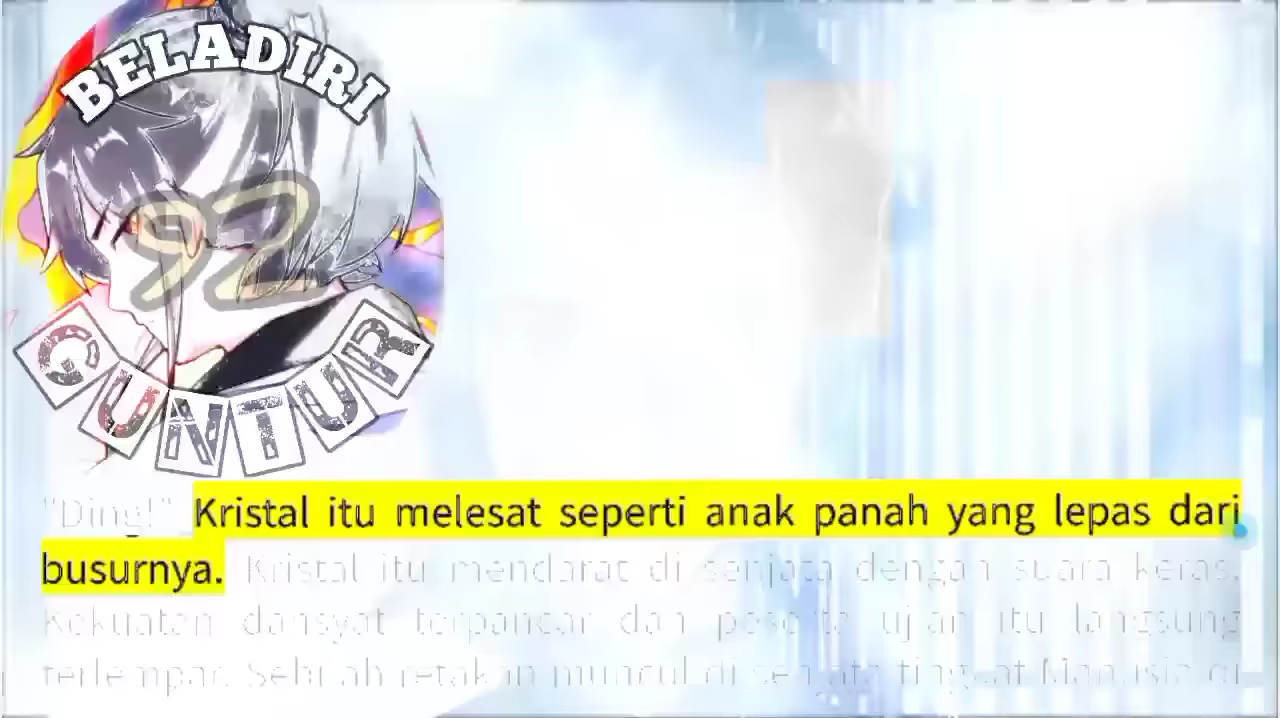 BELADIRI
92
GUNTUR
"Ding!" Kristal itu melesat seperti anak panah yang lepas dari
busurnya. Kristal itu mendarat di senjata dengan suara keras.
Kekuatan dahsyat terpancar dan peserta ujian itu langsung
terlempar. Sebuah retakan muncul di senjata tingkat Manusia di